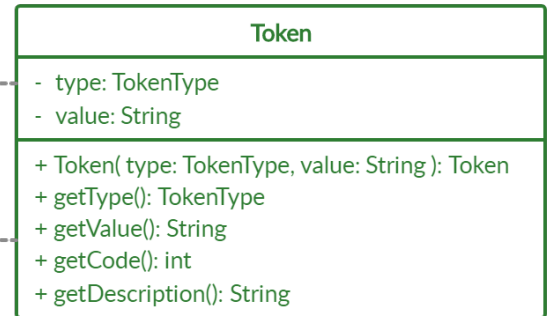 Token
- type: TokenType
- value: String
+ Token( type: TokenType, value: String ): Token
+ getType(): TokenType
+ getValue(): String
+ getCode(): int
+ getDescription(): String